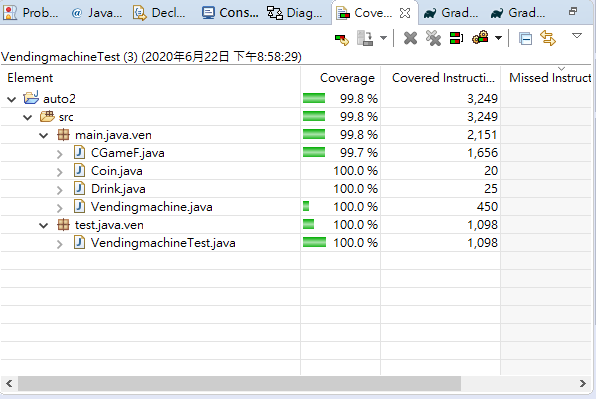 Prob... Java... Decl... Cons... Diag... Cove... Grad... Grad...
VendingmachineTest (3) (2020年6月22日 下午8:58:29)
Element Coverage Covered Instructi... Missed Instruct
auto2 99.8 % 3,249
src 99.8 % 3,249
main.java.ven 99.8 % 2,151
CGameF.java 99.7 % 1,656
Coin.java 100.0 % 20
Drink.java 100.0 % 25
Vendingmachine.java 100.0 % 450
test.java.ven 100.0 % 1,098
VendingmachineTest.java 100.0 % 1,098